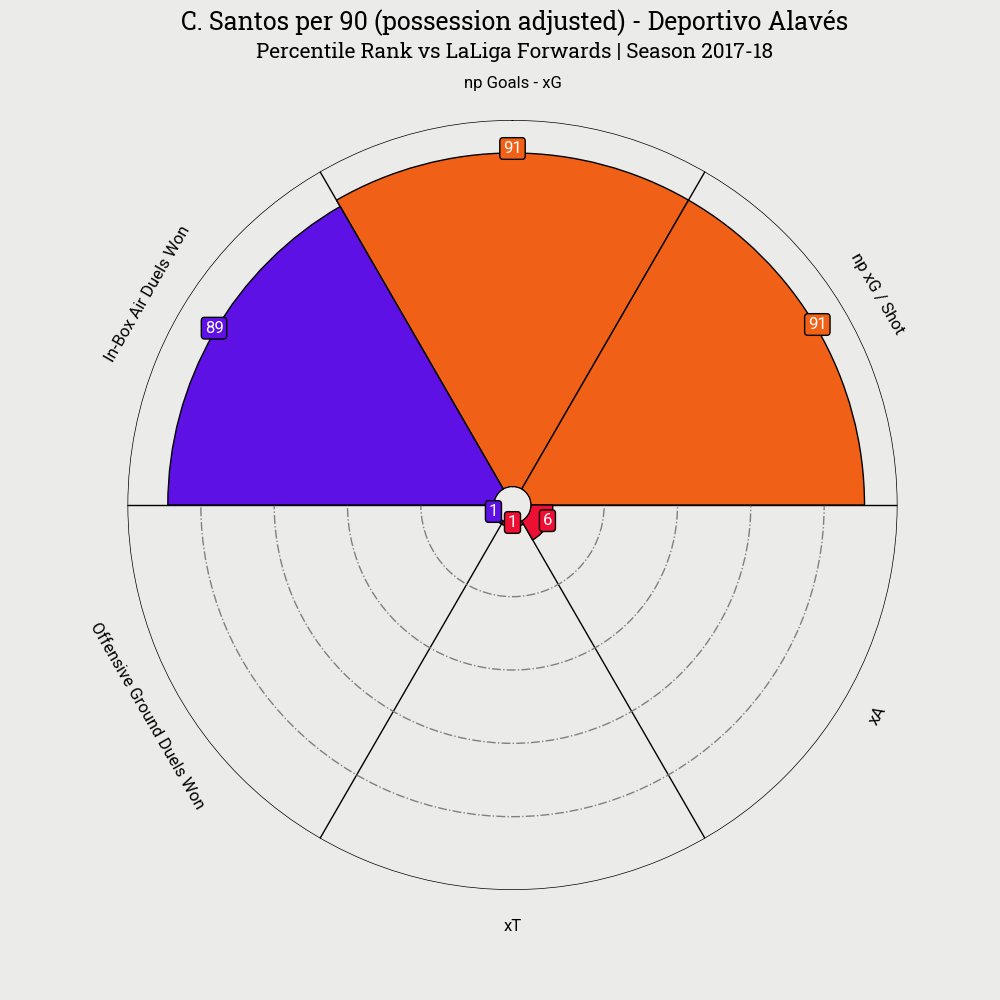 C. Santos per 90 (possession adjusted) - Deportivo Alavés
Percentile Rank vs LaLiga Forwards | Season 2017-18
np Goals - xG
91
np xG / Shot
91
In-Box Air Duels Won
89
1
1
6
Offensive Ground Duels Won
xA
xT